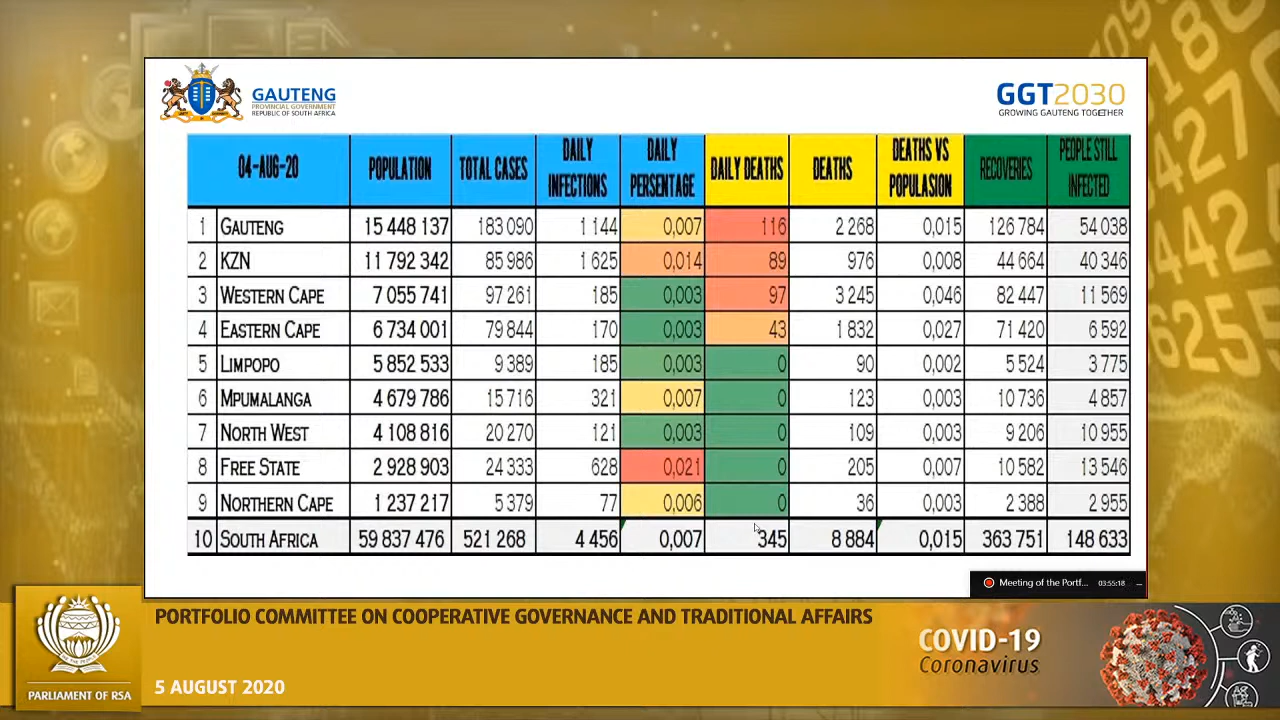 GAUTENG
PROVINCIAL GOVERNMENT
REPUBLIC OF SOUTH AFRICA
GGT2030
GROWING GAUTENG TOGETHER
04-AUG-20 POPULATION TOTAL CASES DAILY INFECTIONS DAILY PERSENTAGE DAILY DEATHS DEATHS DEATHS VS POPULASION RECOVERIES PEOPLE STILL INFECTED
1 GAUTENG 15 448 137 183 090 1 144 0,007 116 2 268 0,015 126 784 54 038
2 KZN 11 792 342 85 986 1 625 0,014 89 976 0,008 44 664 40 346
3 WESTERN CAPE 7 055 741 97 261 185 0,003 97 3 245 0,046 82 447 11 569
4 EASTERN CAPE 6 734 001 79 844 170 0,003 43 1 832 0,027 71 420 6 592
5 LIMPOPO 5 852 533 9 389 185 0,003 0 90 0,002 5 524 3 775
6 MPUMALANGA 4 679 786 15 716 321 0,007 0 123 0,003 10 736 4 857
7 NORTH WEST 4 108 816 20 270 121 0,003 0 109 0,003 9 206 10 955
8 FREE STATE 2 928 903 24 333 628 0,021 0 205 0,007 10 582 13 546
9 NORTHERN CAPE 1 237 217 5 379 77 0,006 0 36 0,003 2 388 2 955
10 SOUTH AFRICA 59 837 476 521 268 4 456 0,007 345 8 884 0,015 363 751 148 633
Meeting of the Portf... 03:55:18
PORTFOLIO COMMITTEE ON COOPERATIVE GOVERNANCE AND TRADITIONAL AFFAIRS
COVID-19
Coronavirus
PARLIAMENT OF RSA
5 AUGUST 2020